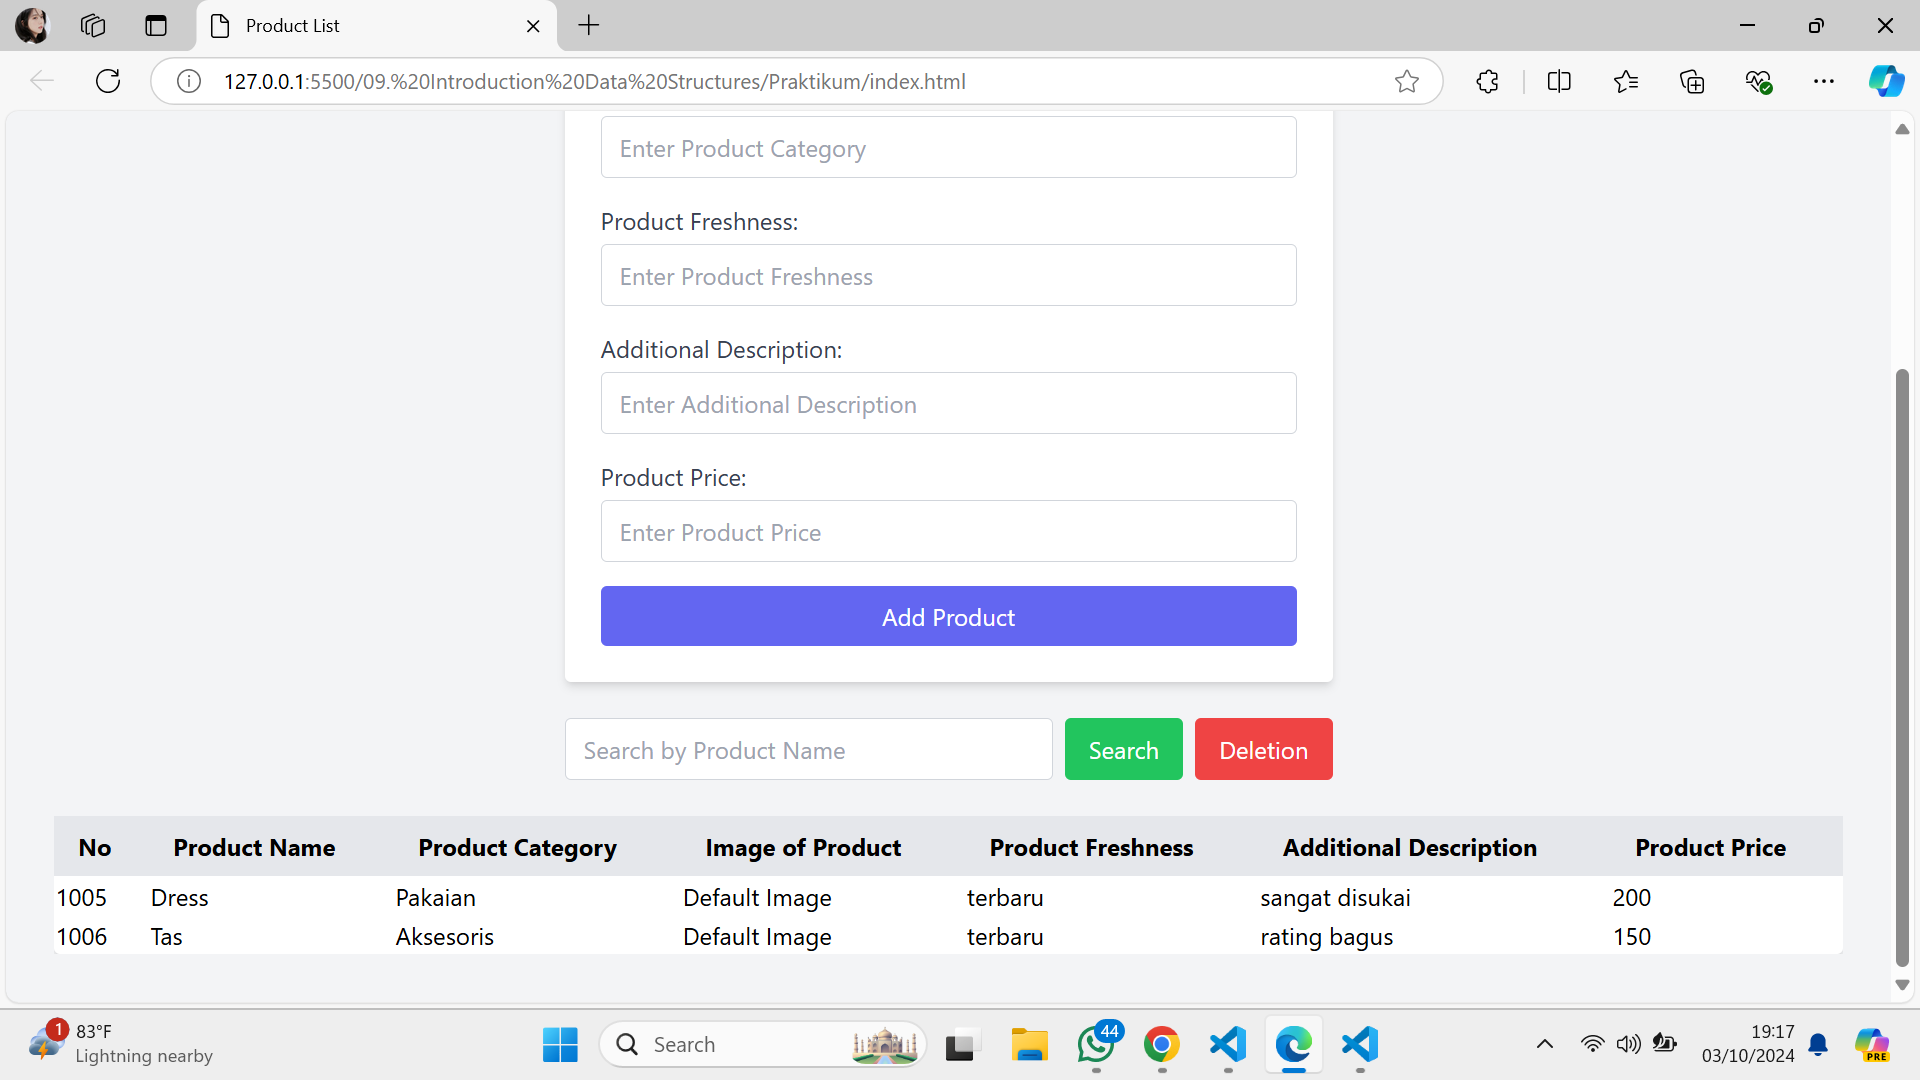 Product List
127.0.0.1:5500/09.%20Introduction%20Data%20Structures/Praktikum/index.html
Enter Product Category
Product Freshness:
Enter Product Freshness
Additional Description:
Enter Additional Description
Product Price:
Enter Product Price
Add Product
Search by Product Name Search Deletion
No Product Name Product Category Image of Product Product Freshness Additional Description Product Price
1005 Dress Pakaian Default Image terbaru sangat disukai 200
1006 Tas Aksesoris Default Image terbaru rating bagus 150
1 83°F
Lightning nearby
Search
44
19:17
03/10/2024
PRE